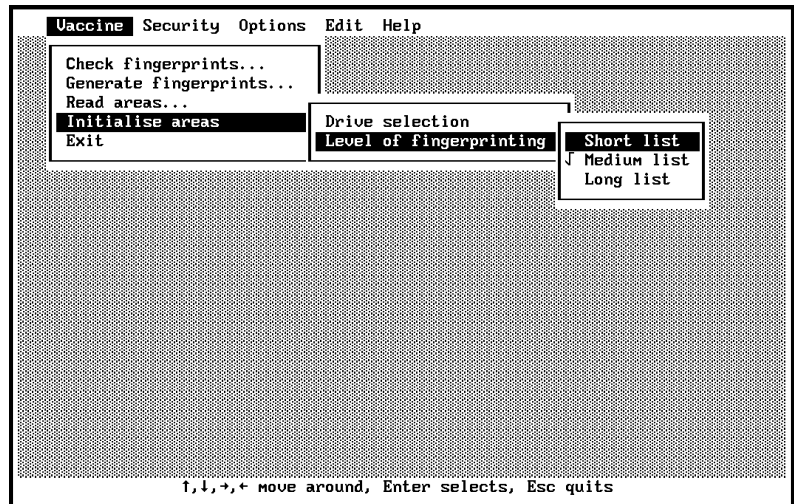 Vaccine Security Options Edit Help
Check fingerprints...
Generate fingerprints...
Read areas...
Initialise areas
Exit
Drive selection
Level of fingerprinting
Short list
√ Medium list
Long list
↑,↓,→,← move around, Enter selects, Esc quits